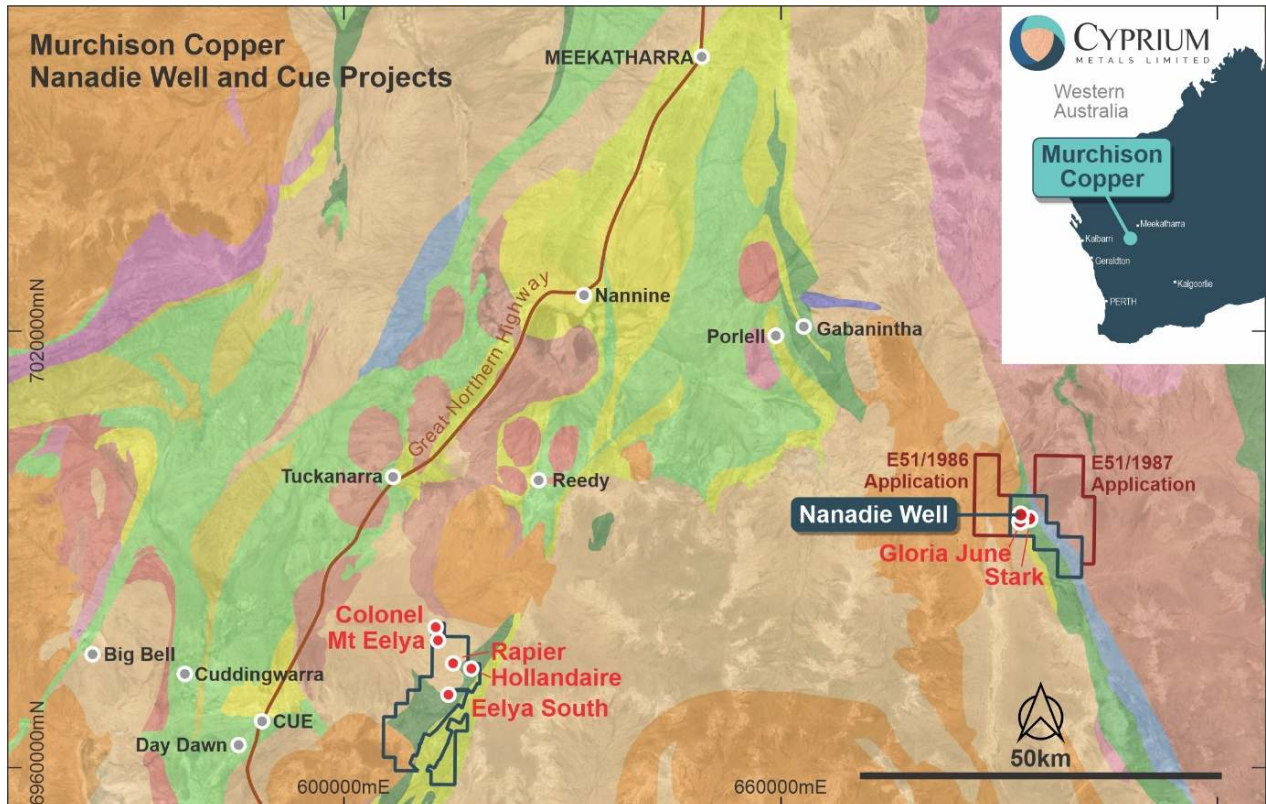 Murchison Copper
Nanadie Well and Cue Projects
MEEKATHARRA
CYPRIUM
METALS LIMITED
Western
Australia
Murchison
Copper
Meekatharra
Kalbarri
Geraldton
Kalgoorlie
PERTH
Nannine
Great Northern Highway
Porlell
Gabanintha
7020000mN
Tuckanarra
Reedy
E51/1986
Application
E51/1987
Application
Nanadie Well
Gloria June
Stark
Colonel
Mt Eelya
Rapier
Hollandaire
Eelya South
Big Bell
Cuddingwarra
CUE
Day Dawn
6960000mN
600000mE
660000mE
50km